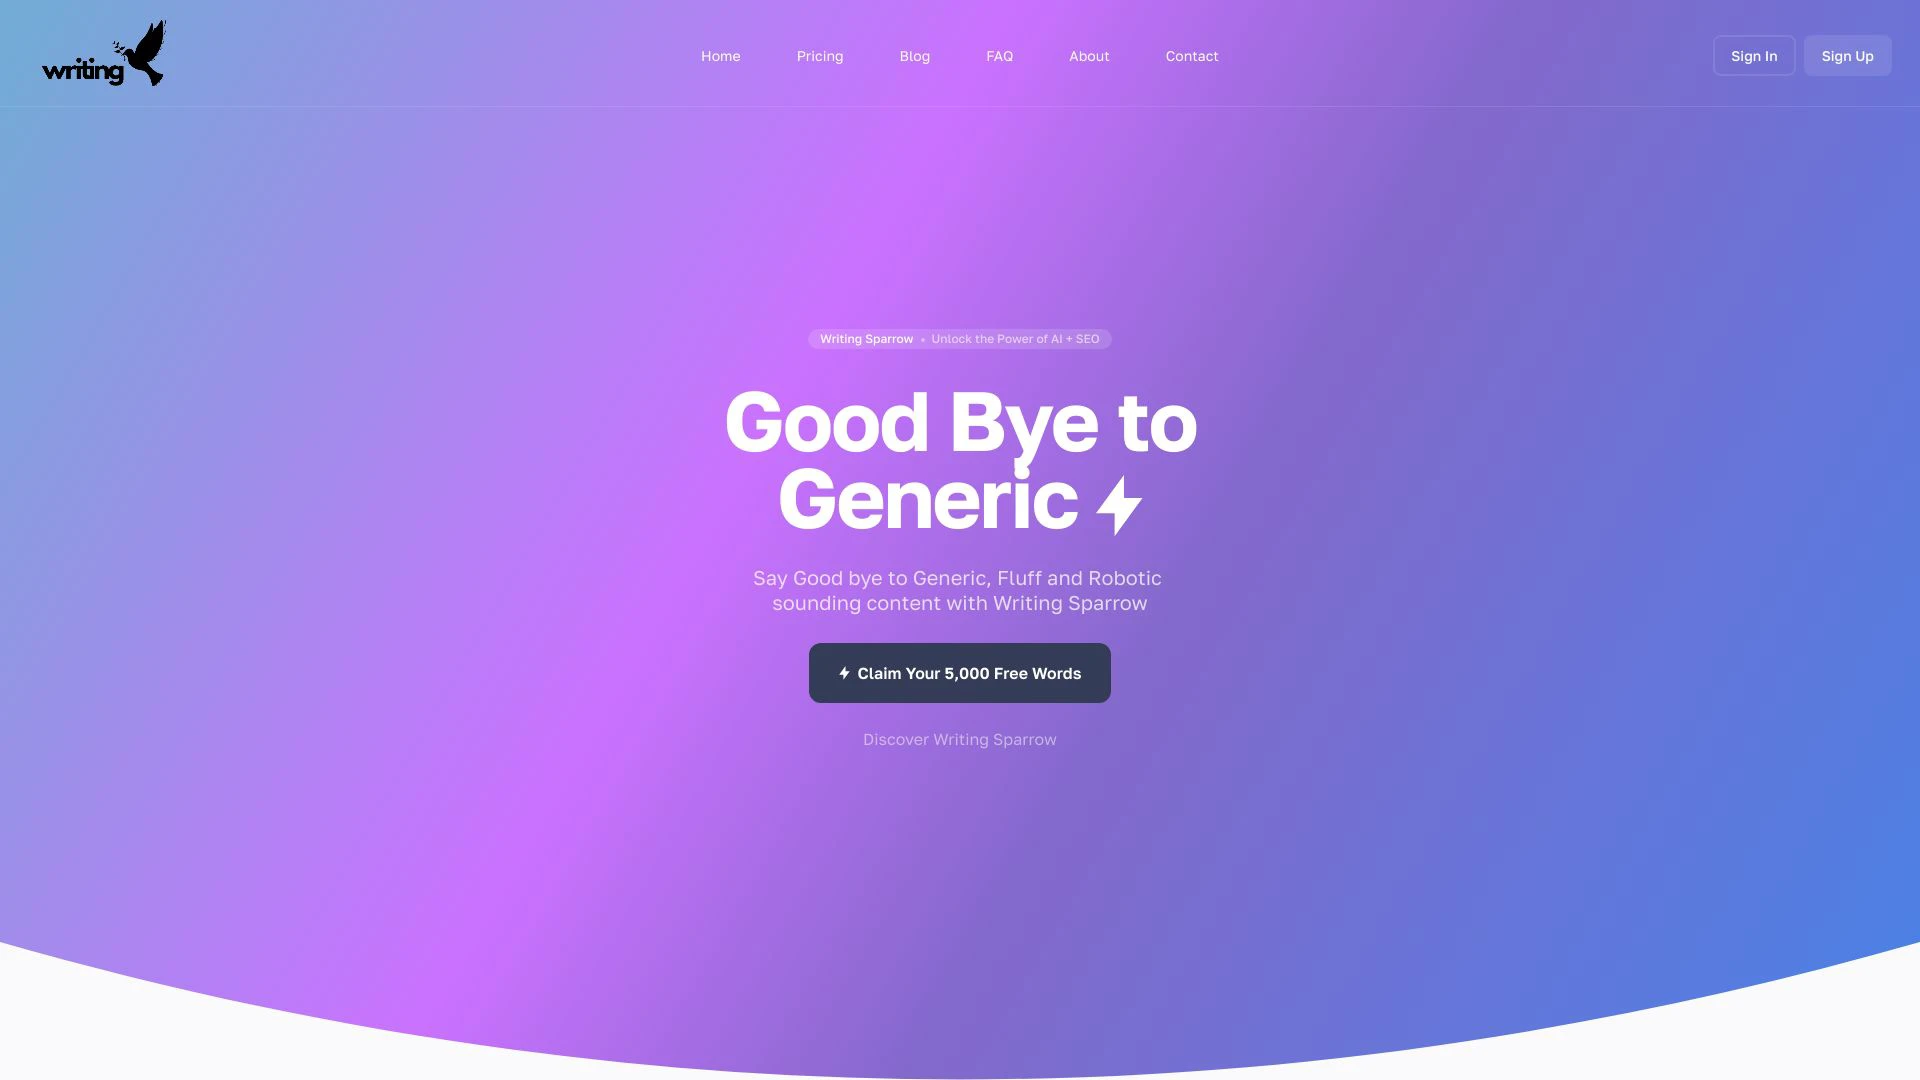 writing
Home
Pricing
Blog
FAQ
About
Contact
Sign In
Sign Up
Writing Sparrow • Unlock the Power of AI + SEO
Good Bye to
Generic
Say Good bye to Generic, Fluff and Robotic
sounding content with Writing Sparrow
Claim Your 5,000 Free Words
Discover Writing Sparrow